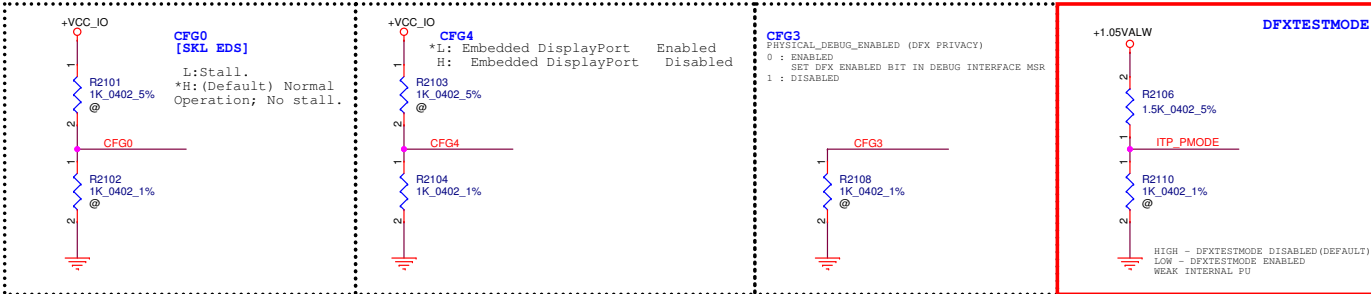 +VCC_IO
CFG0
[SKL EDS]
L:Stall.
*H:(Default) Normal
Operation; No stall.
1
R2101
1K_0402_5%
@
2
CFG0
1
R2102
1K_0402_1%
@
2
+VCC_IO
CFG4
*L: Embedded DisplayPort Enabled
H: Embedded DisplayPort Disabled
1
R2103
1K_0402_5%
@
2
CFG4
1
R2104
1K_0402_1%
@
2
CFG3
PHYSICAL_DEBUG_ENABLED (DFX PRIVACY)
0 : ENABLED
SET DFX ENABLED BIT IN DEBUG INTERFACE MSR
1 : DISABLED
CFG3
1
R2108
1K_0402_1%
@
2
DFXTESTMODE
+1.05VALW
2
R2106
1.5K_0402_5%
1
ITP_PMODE
1
R2110
1K_0402_1%
@
2
HIGH - DFXTESTMODE DISABLED(DEFAULT)
LOW - DFXTESTMODE ENABLED
WEAK INTERNAL PU